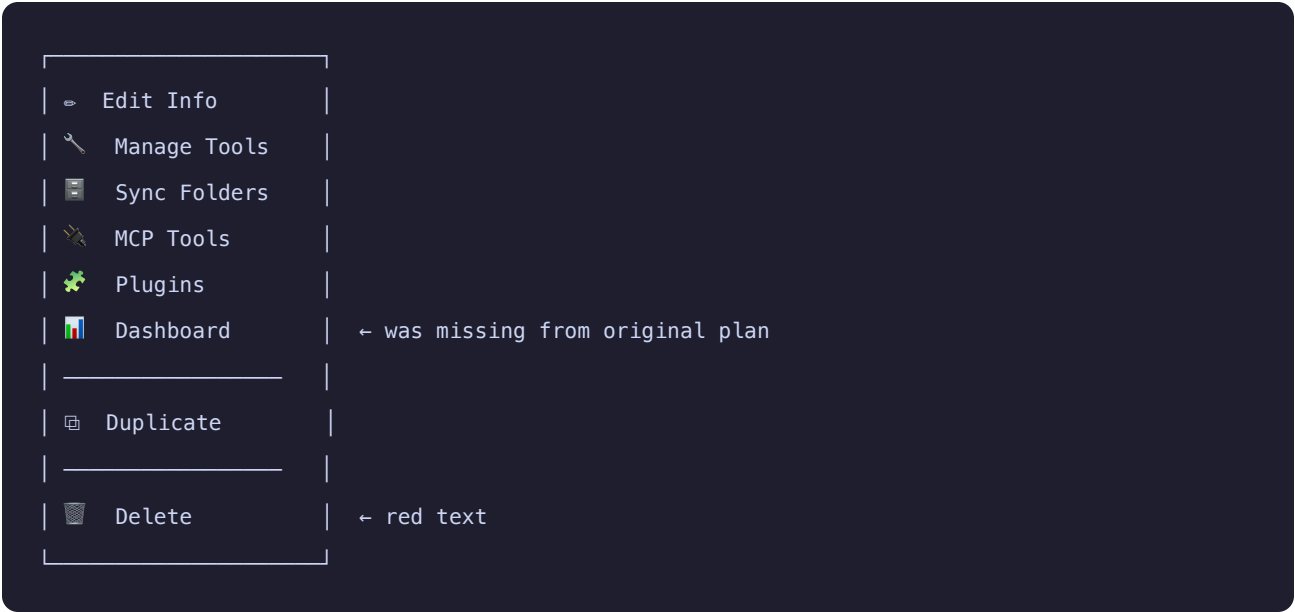 ┌─────────────────────┐
│ ✏  Edit Info        │
│ 🔧  Manage Tools    │
│ 🗄  Sync Folders    │
│ 🔌  MCP Tools       │
│ 🧩  Plugins         │
│ 📊  Dashboard       │  ← was missing from original plan
│ ─────────────────   │
│ ⧉  Duplicate        │
│ ─────────────────   │
│ 🗑  Delete          │  ← red text
└─────────────────────┘